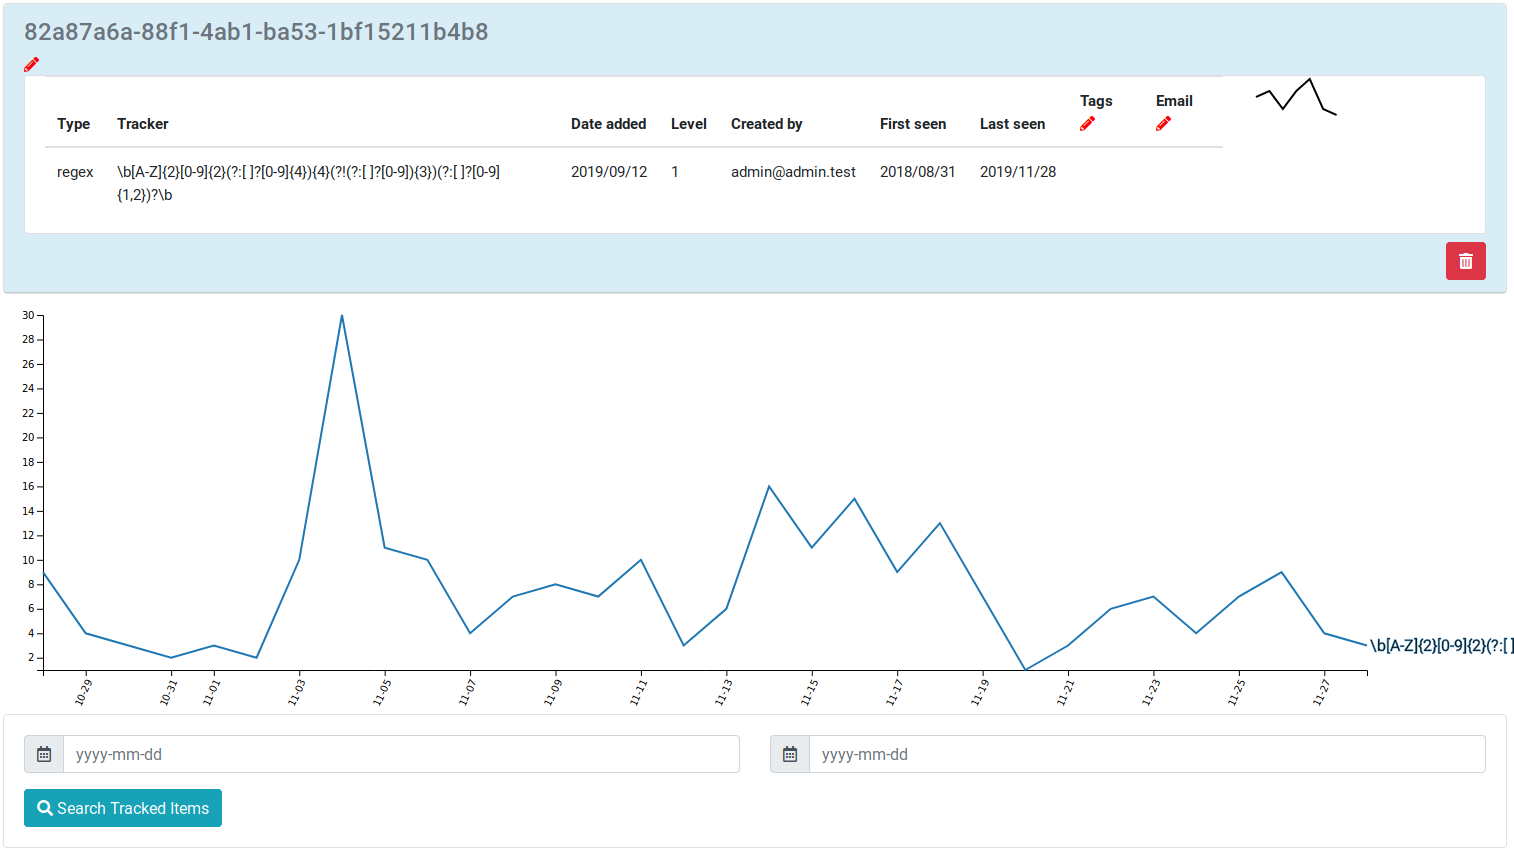 82a87a6a-88f1-4ab1-ba53-1bf15211b4b8
Type Tracker Date added Level Created by First seen Last seen Tags Email
regex \b[A-Z]{2}[0-9]{2}(?:[ ]?[0-9]{4}){4}(?!(?:[ ]?[0-9]){3})(?:[ ]?[0-9] 2019/09/12 1 admin@admin.test 2018/08/31 2019/11/28
{1,2})?\b
30
28
26
24
22
20
18
16
14
12
10
8
6
4
2
\b[A-Z]{2}[0-9]{2}(?:[ ]
10-29 10-31 11-01 11-03 11-05 11-07 11-09 11-11 11-13 11-15 11-17 11-19 11-21 11-23 11-25 11-27
yyyy-mm-dd yyyy-mm-dd
Search Tracked Items